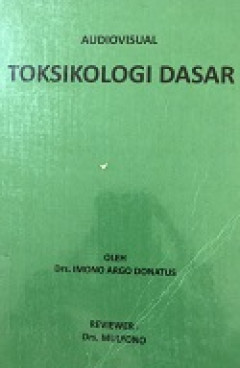 AUDIOVISUAL
TOKSIKOLOGI DASAR
OLEH
Drs. IMONO ARGO DONATUS
REVIEWER
Drs. MULYONO